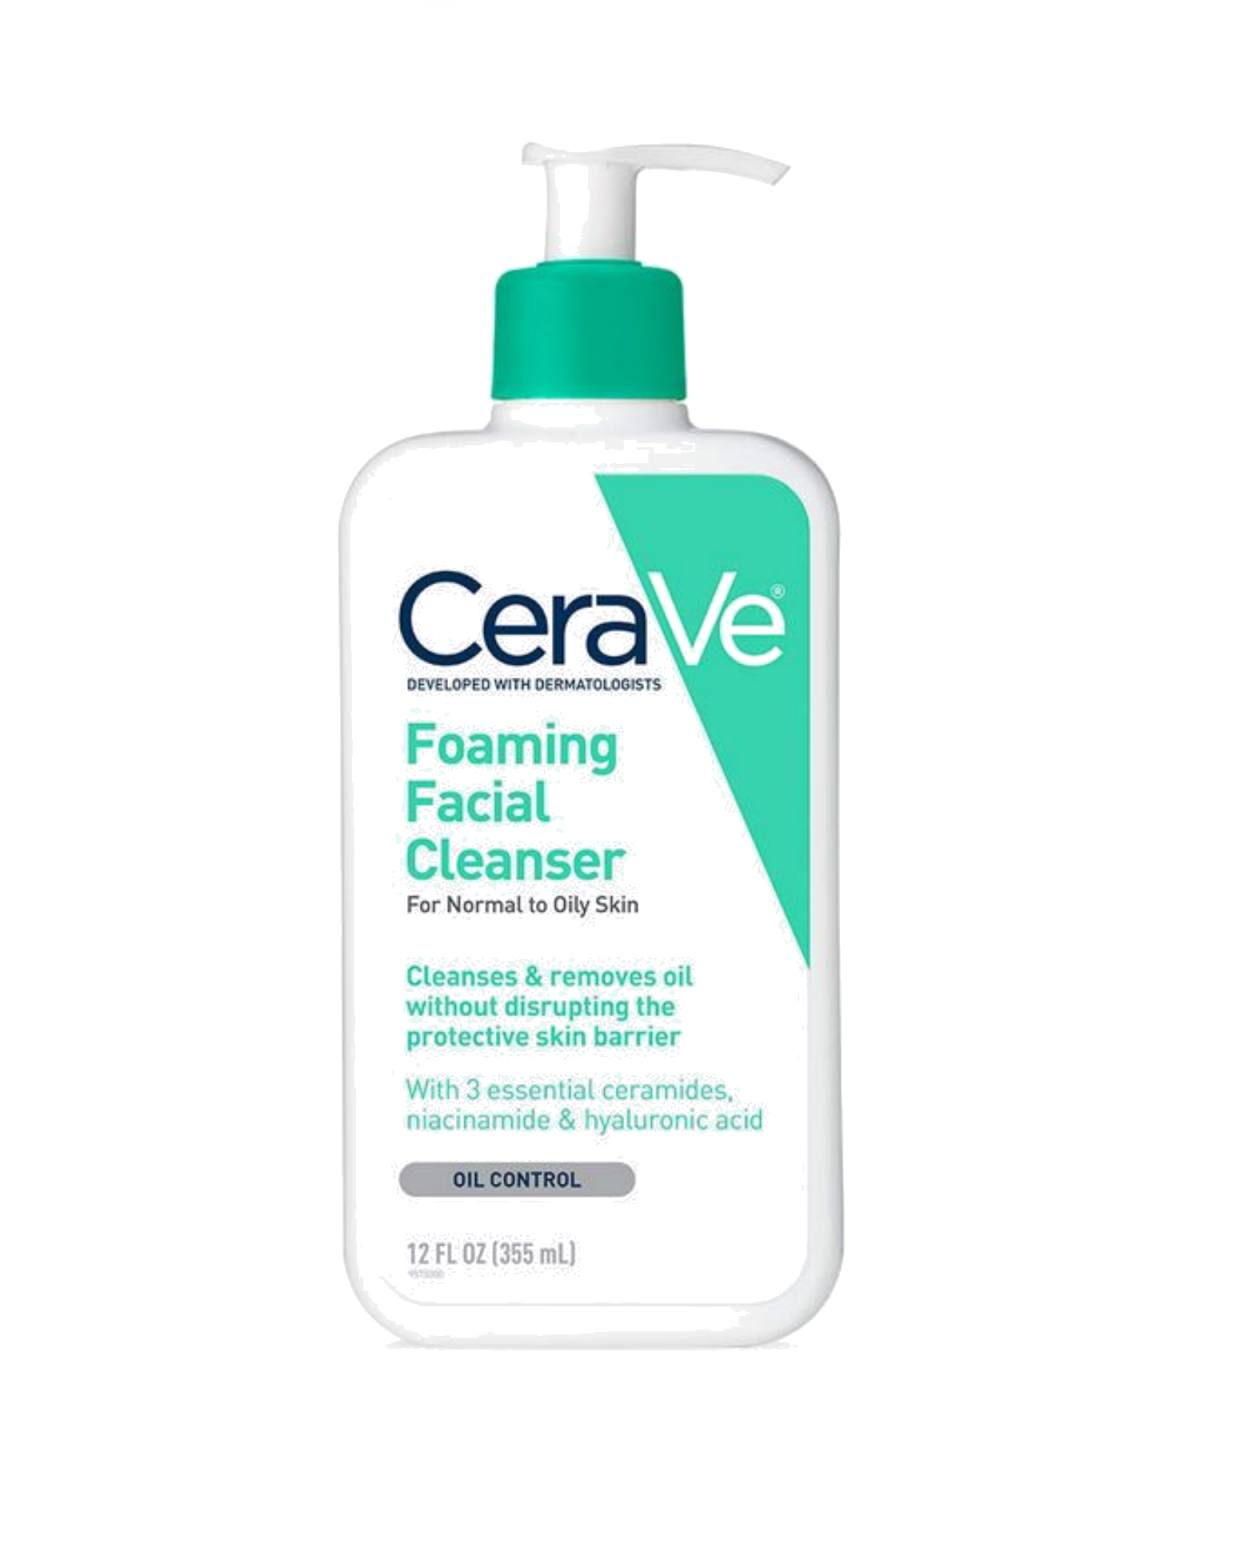 CeraVe®
DEVELOPED WITH DERMATOLOGISTS
Foaming
Facial
Cleanser
For Normal to Oily Skin
Cleanses & removes oil
without disrupting the
protective skin barrier
With 3 essential ceramides,
niacinamide & hyaluronic acid
OIL CONTROL
12 FL OZ (355 mL)